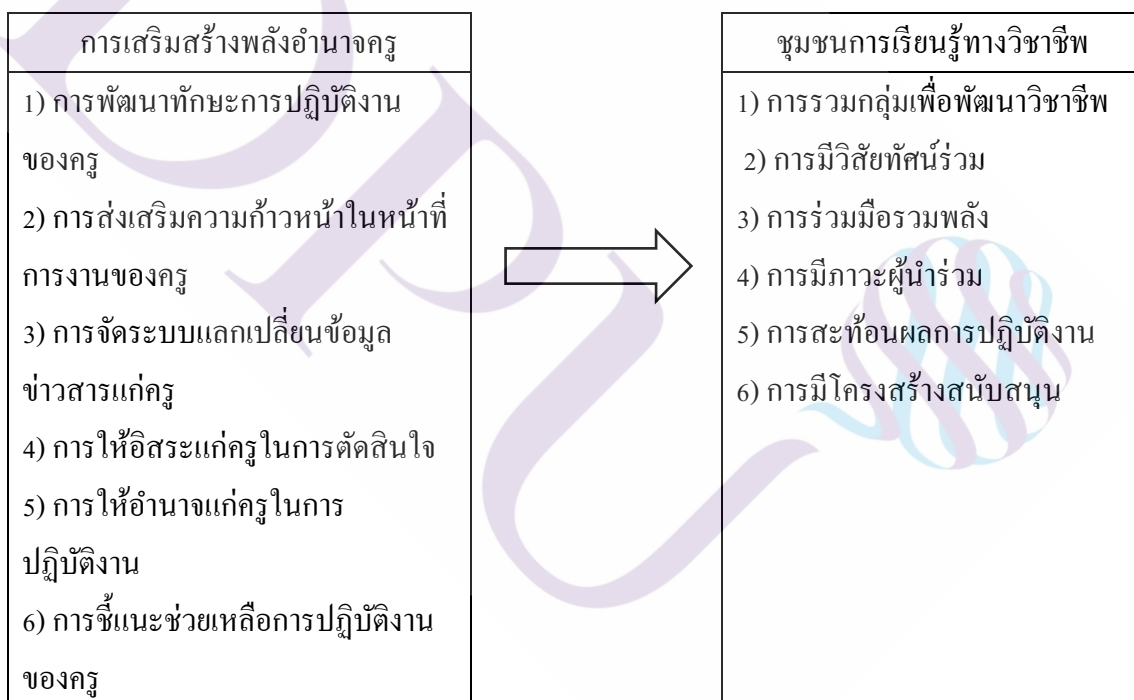 การเสริมสร้างพลังอำนาจครู
1) การพัฒนาทักษะการปฏิบัติงาน
ของครู
2) การส่งเสริมความก้าวหน้าในหน้าที่
การงานของครู
3) การจัดระบบแลกเปลี่ยนข้อมูล
ข่าวสารแก่ครู
4) การให้อิสระแก่ครูในการตัดสินใจ
5) การให้อำนาจแก่ครูในการ
ปฏิบัติงาน
6) การชี้แนะช่วยเหลือการปฏิบัติงาน
ของครู
ชุมชนการเรียนรู้ทางวิชาชีพ
1) การรวมกลุ่มเพื่อพัฒนาวิชาชีพ
2) การมีวิสัยทัศน์ร่วม
3) การร่วมมือรวมพลัง
4) การมีภาวะผู้นำร่วม
5) การสะท้อนผลการปฏิบัติงาน
6) การมีโครงสร้างสนับสนุน
DPU